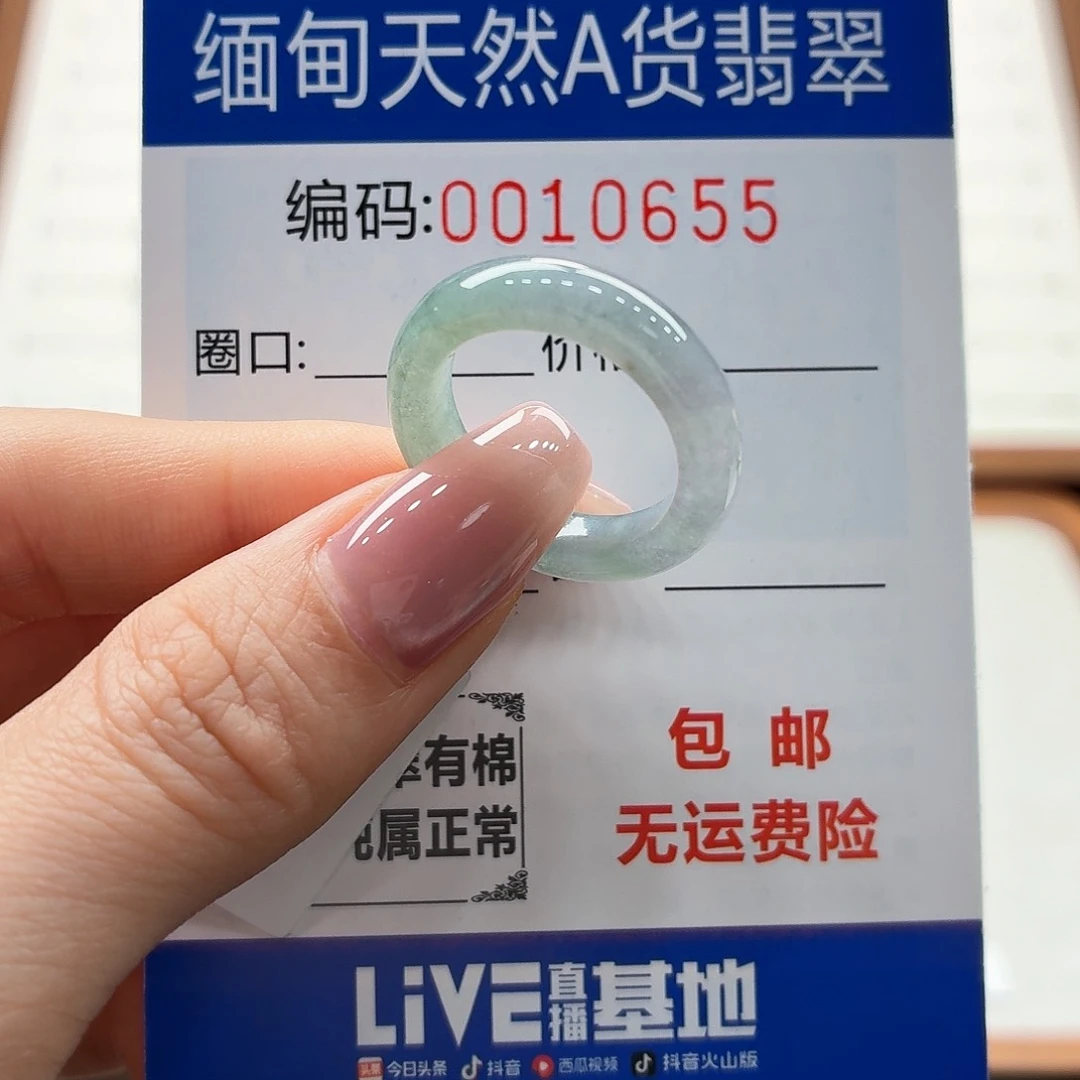 缅甸天然A货翡翠
编码:0010655
圈口: 价
有棉
属正常
包邮
无运费险
LiVE直播基地
今日头条 抖音 西瓜视频 抖音火山版